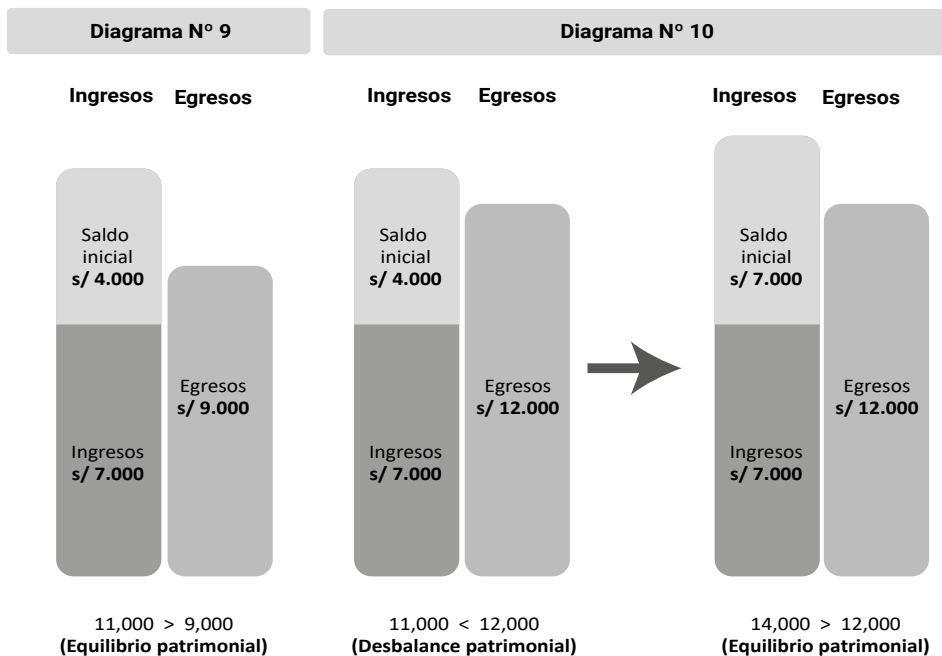 Diagrama Nº 9
Diagrama Nº 10
Ingresos
Egresos
Ingresos
Egresos
Ingresos
Egresos
Saldo
inicial
s/ 4.000
Egresos
s/ 9.000
Ingresos
s/ 7.000
Saldo
inicial
s/ 4.000
Egresos
s/ 12.000
Ingresos
s/ 7.000
Saldo
inicial
s/ 7.000
Egresos
s/ 12.000
Ingresos
s/ 7.000
11,000 > 9,000
(Equilibrio patrimonial)
11,000 < 12,000
(Desbalance patrimonial)
14,000 > 12,000
(Equilibrio patrimonial)